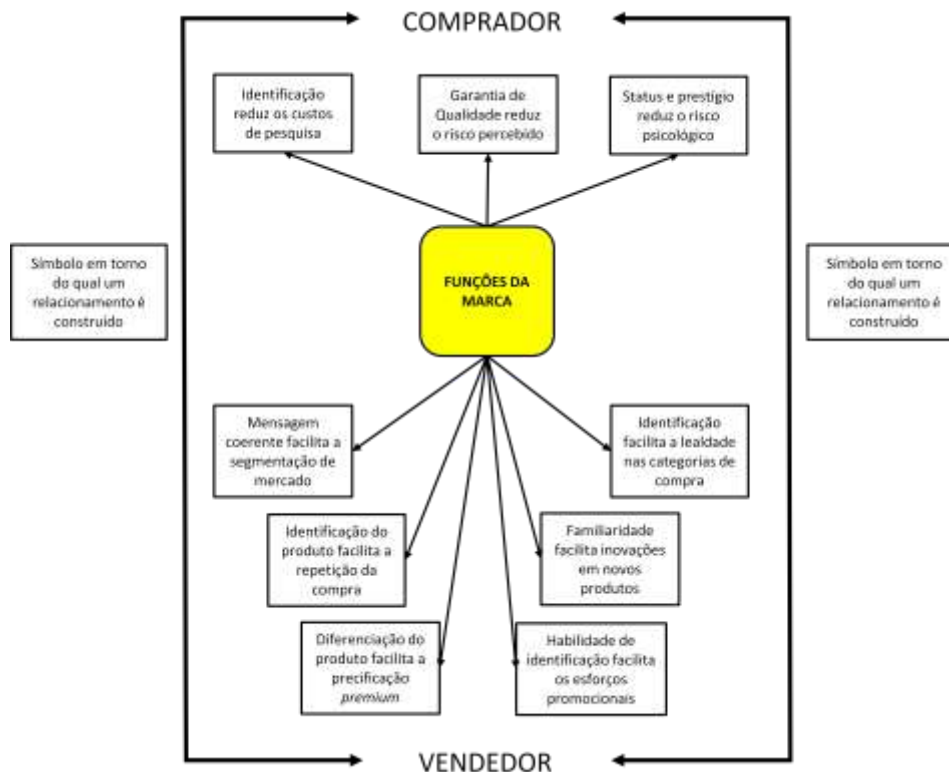 COMPRADOR
Identificação
reduz os custos
de pesquisa
Garantia de
Qualidade reduz
o risco percebido
Status e prestígio
reduz o risco
psicológico
Símbolo em torno
do qual um
relacionamento é
construído
FUNÇÕES DA
MARCA
Símbolo em torno
do qual um
relacionamento é
construído
Mensagem
coerente facilita a
segmentação de
mercado
Identificação
facilita a lealdade
nas categorias de
compra
Identificação do
produto facilita a
repetição da
compra
Familiaridade
facilita inovações
em novos
produtos
Diferenciação do
produto facilita a
precificação
premium
Habilidade de
identificação facilita
os esforços
promocionais
VENDEDOR